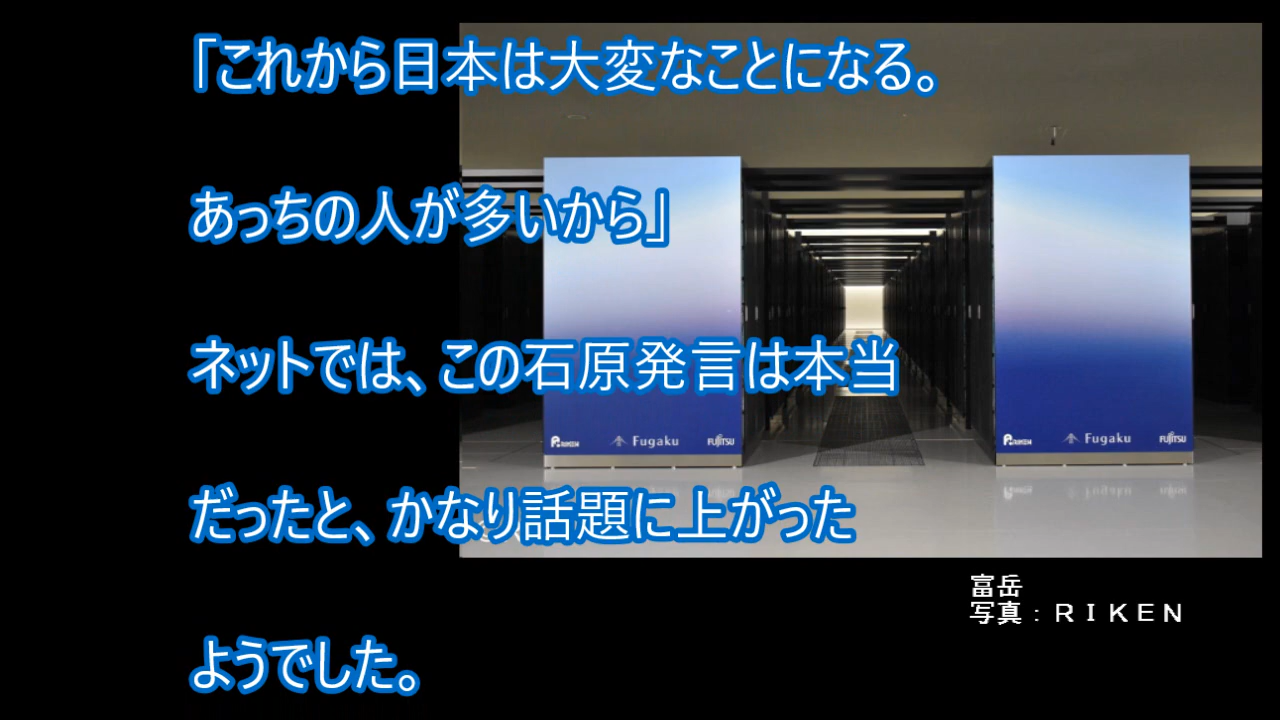 「これから日本は大変なことになる。
あっちの人が多いから」
ネットでは、この石原発言は本当
だったと、かなり話題に上がった
ようでした。
RIKEN Fugaku FUJITSU
RIKEN Fugaku FUJITSU
富岳
写真：ＲＩＫＥＮ